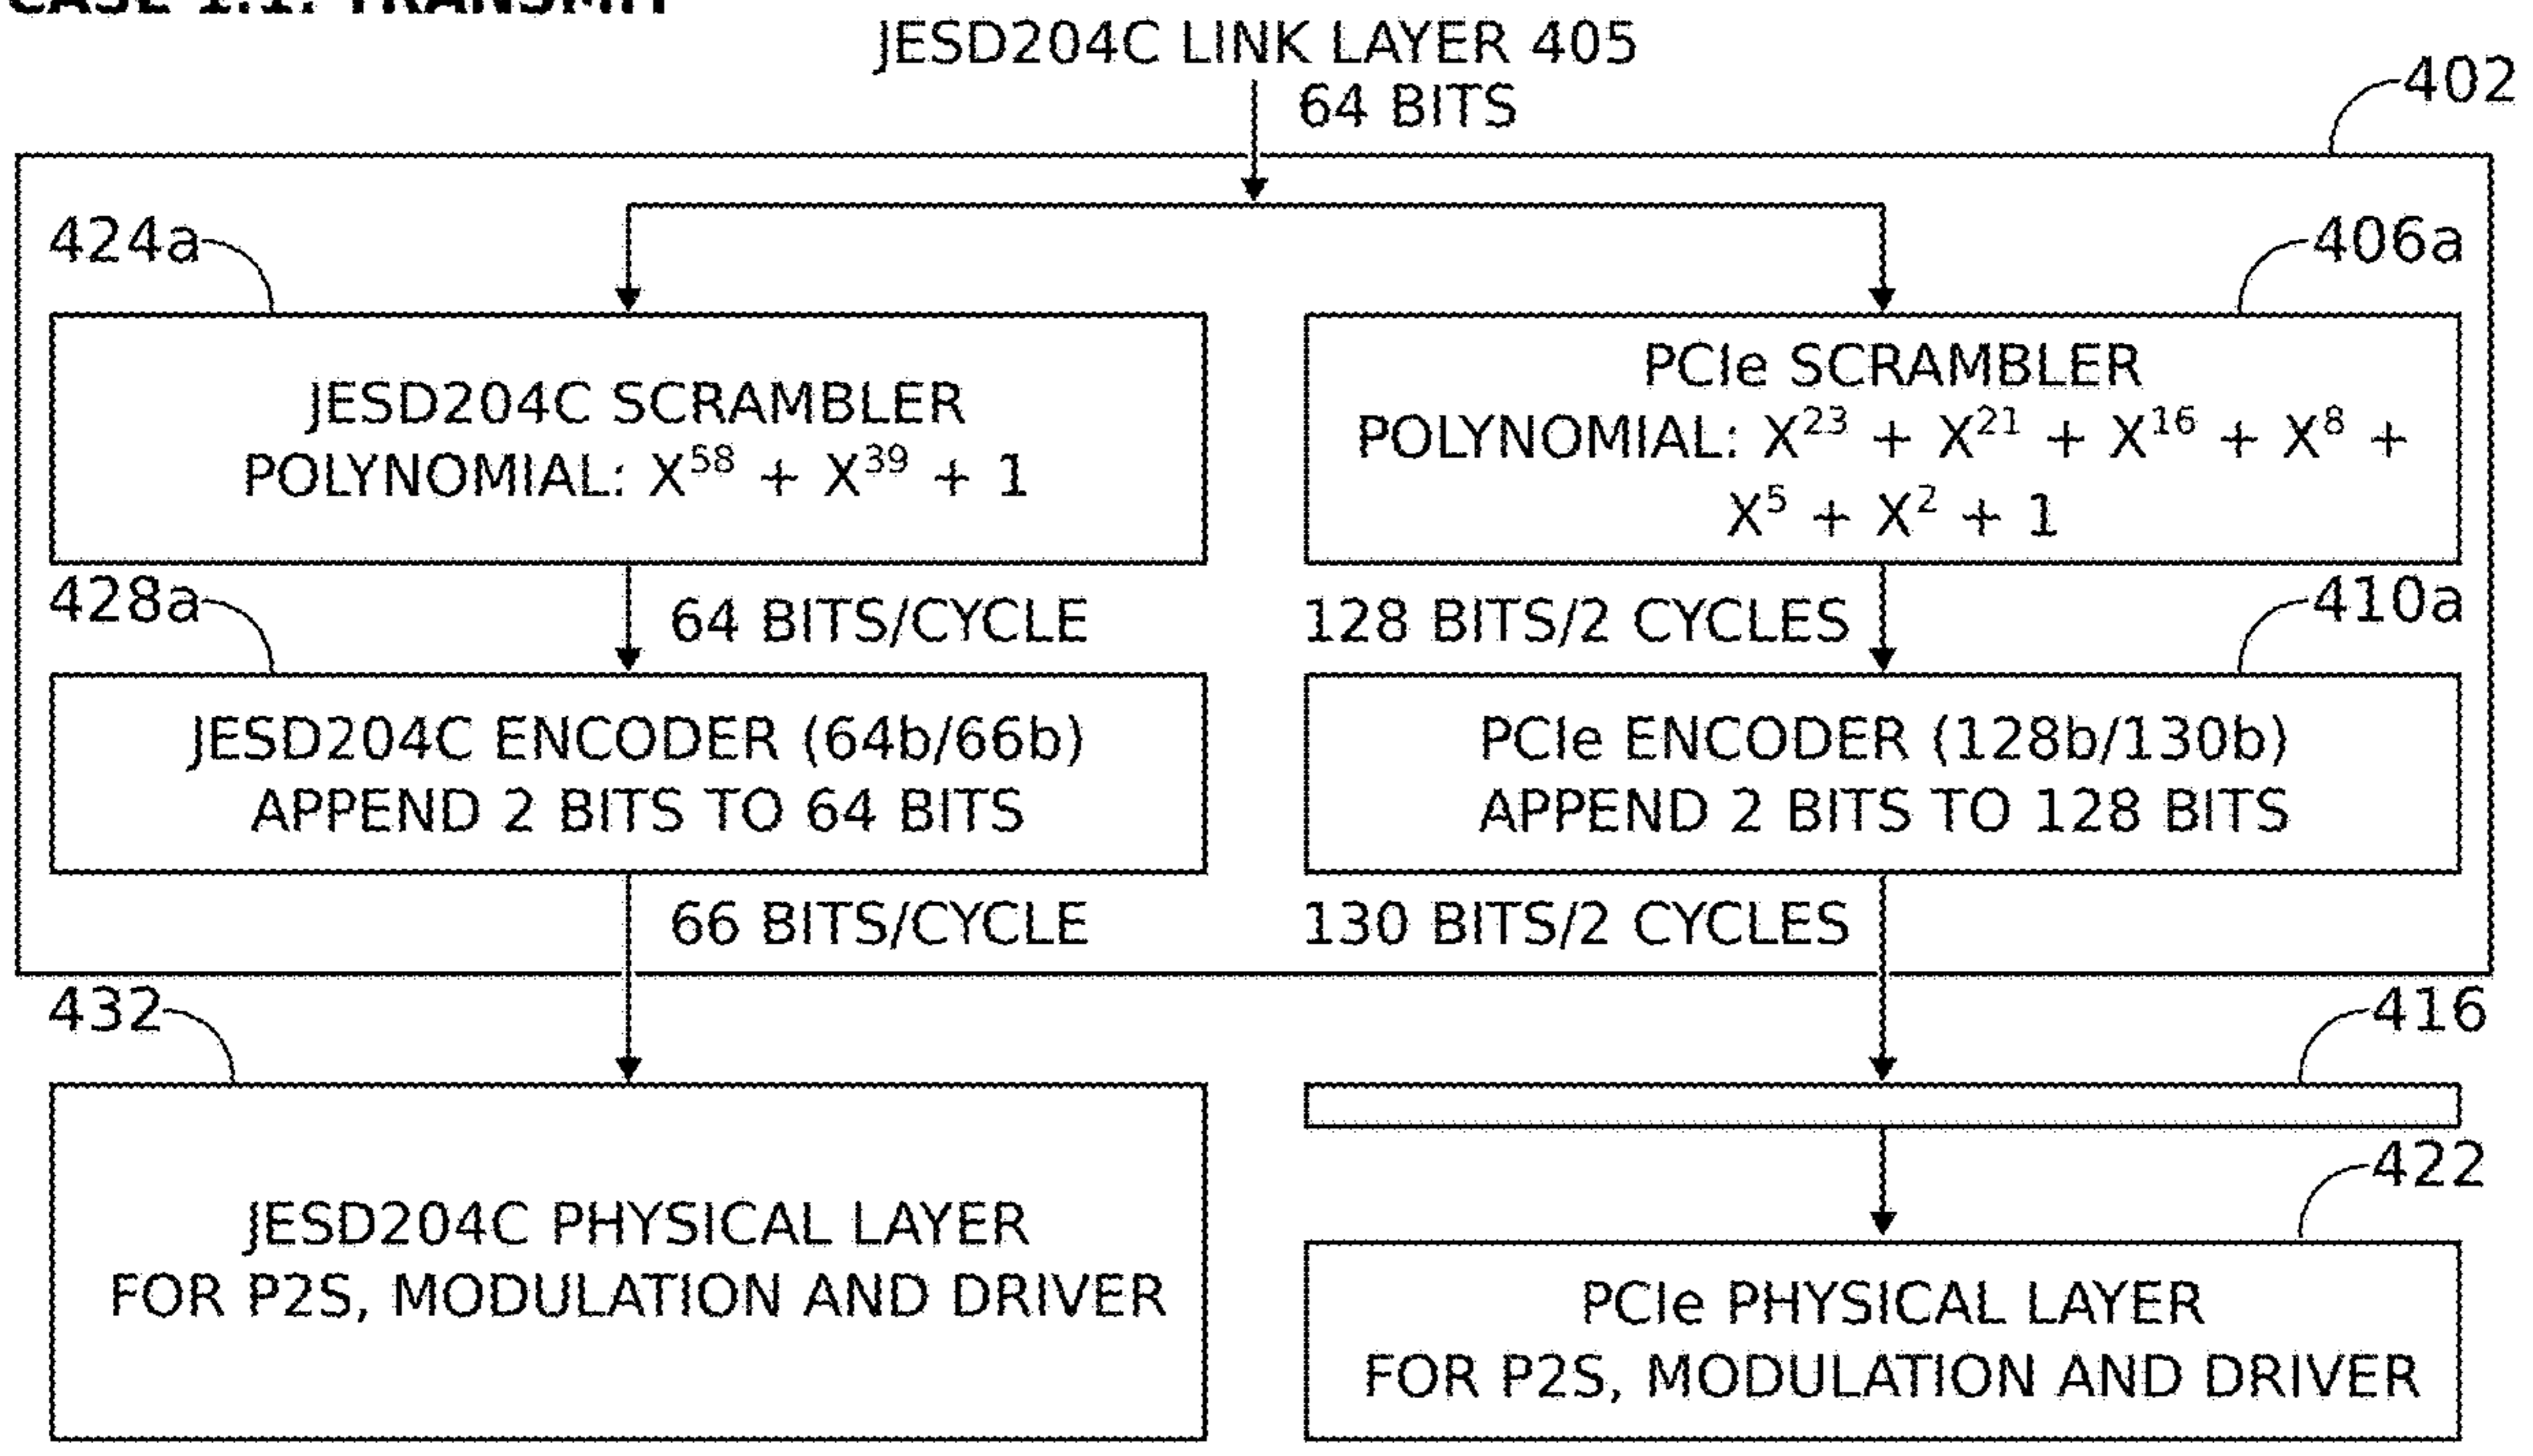 CASE 1.1: TRANSMIT
JESD204C LINK LAYER 405
64 BITS
402
424a
406a
JESD204C SCRAMBLER
POLYNOMIAL: X⁵⁸ + X³⁹ + 1
PCIe SCRAMBLER
POLYNOMIAL: X²³ + X²¹ + X¹⁶ + X⁸ +
X⁵ + X² + 1
428a
64 BITS/CYCLE
128 BITS/2 CYCLES
410a
JESD204C ENCODER (64b/66b)
APPEND 2 BITS TO 64 BITS
PCIe ENCODER (128b/130b)
APPEND 2 BITS TO 128 BITS
66 BITS/CYCLE
130 BITS/2 CYCLES
432
416
422
JESD204C PHYSICAL LAYER
FOR P2S, MODULATION AND DRIVER
PCIe PHYSICAL LAYER
FOR P2S, MODULATION AND DRIVER